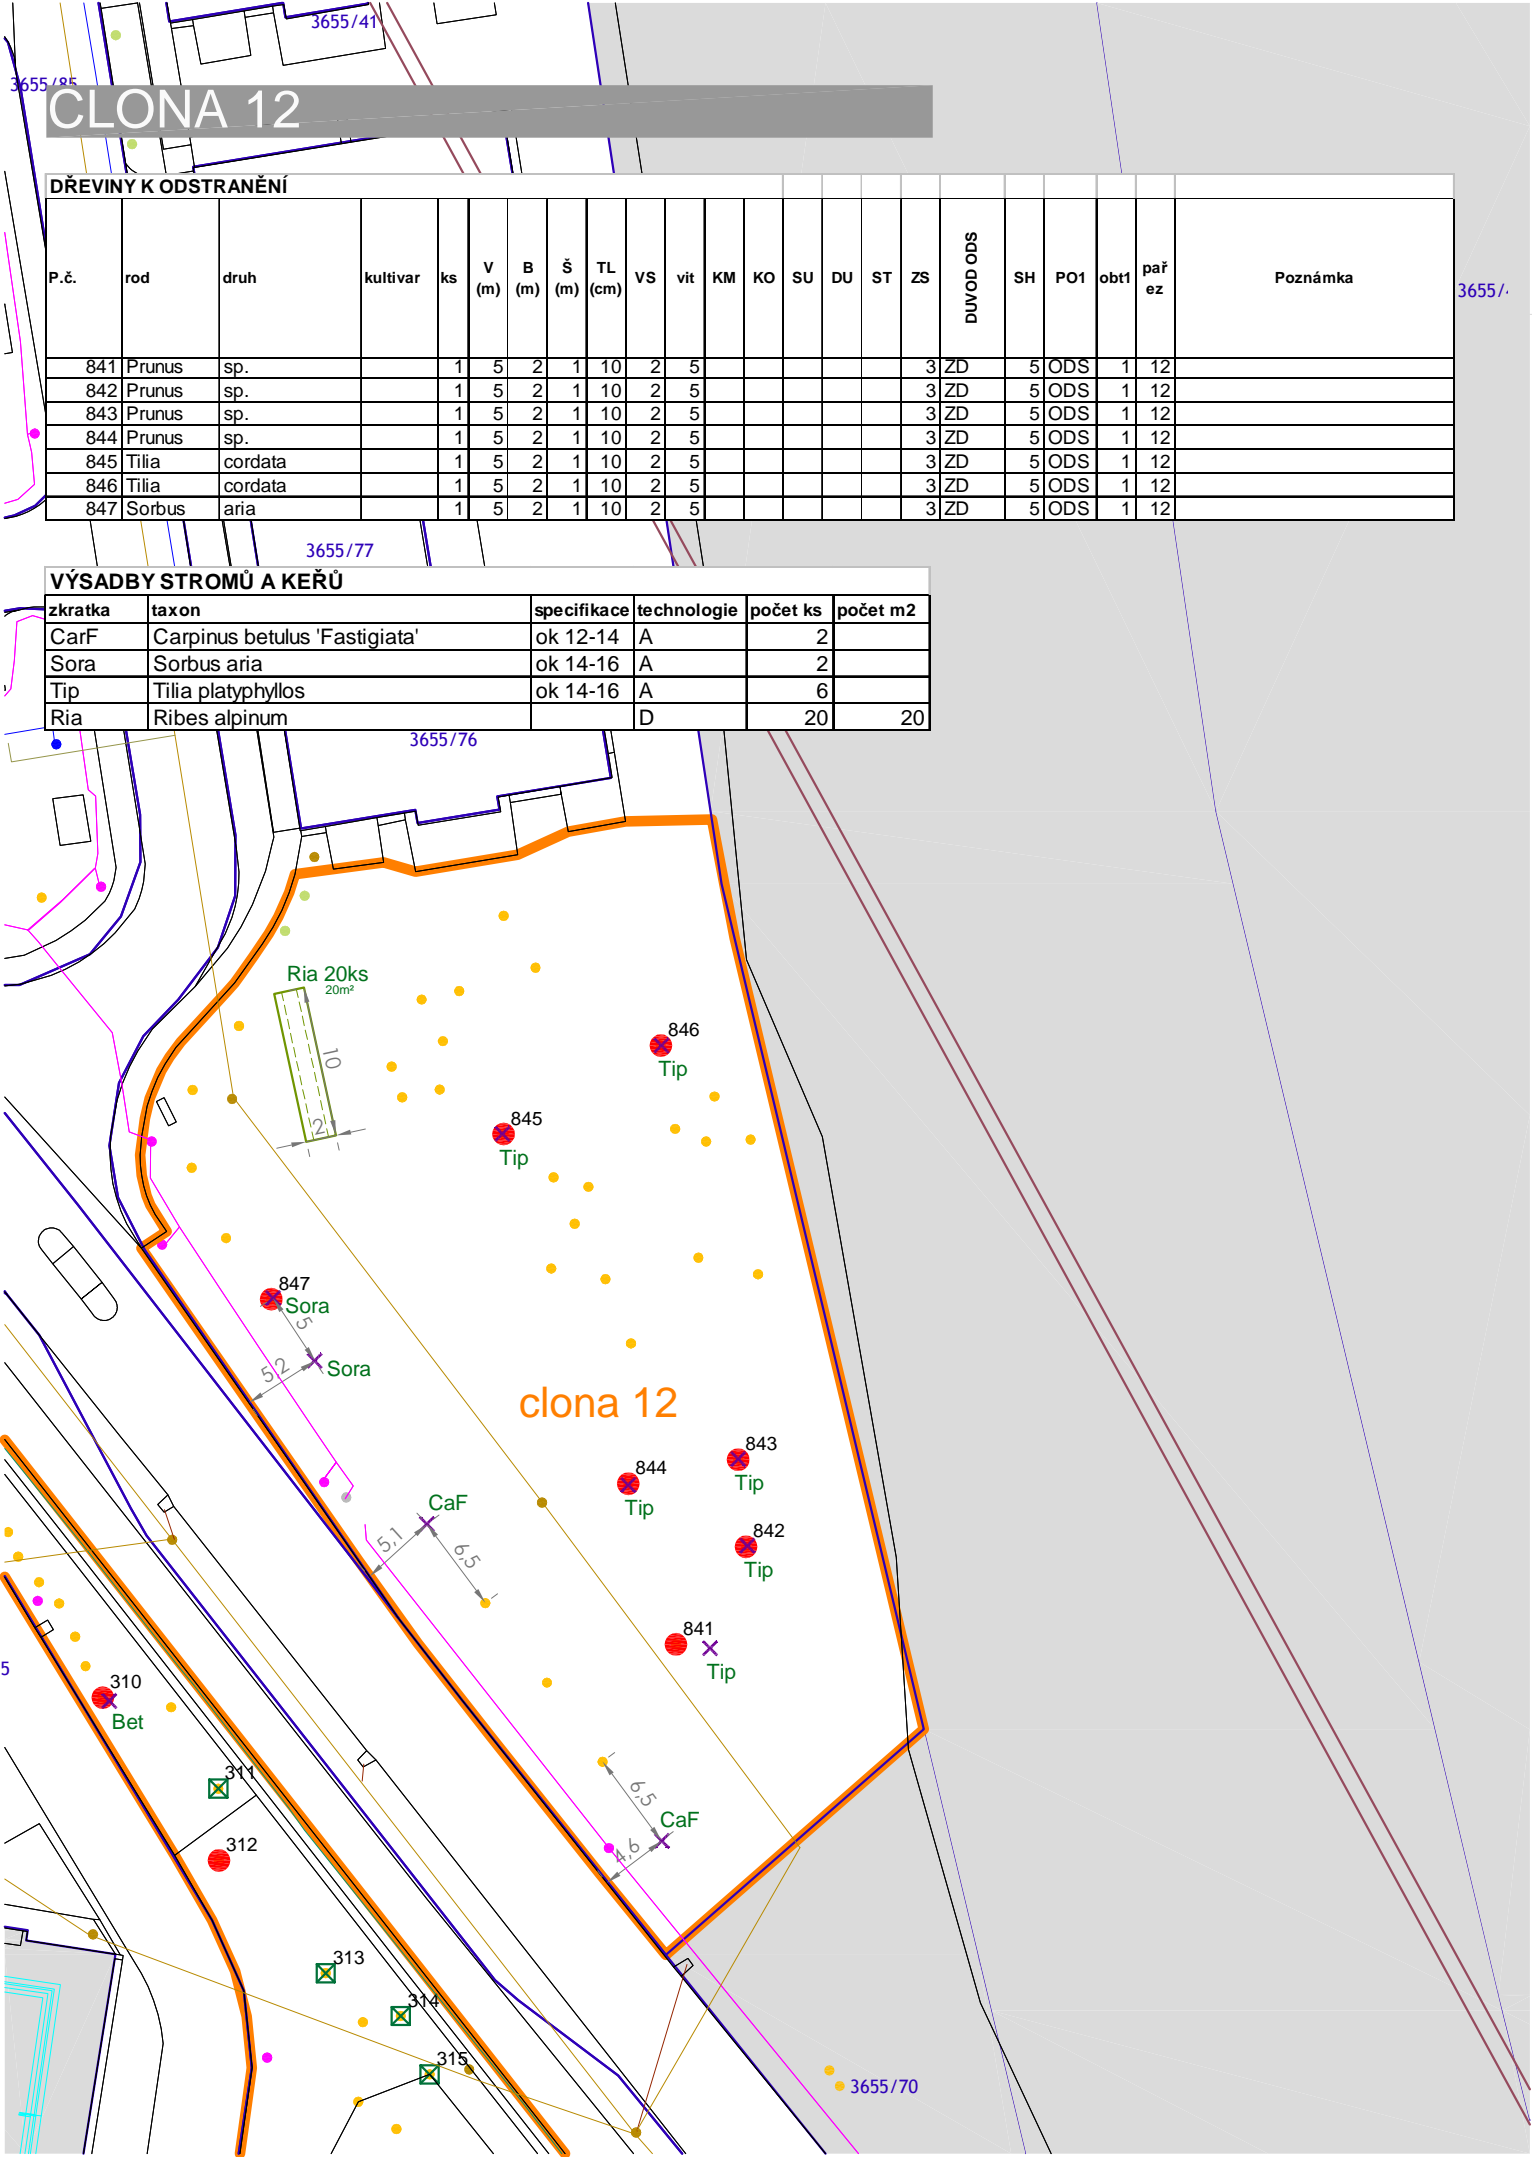 3655/41
3655/85
CLONA 12
DŘEVINY K ODSTRANĚNÍ
P.č. rod druh kultivar ks V (m) B (m) Š (m) TL (cm) VS vit KM KO SU DU ST ZS DUVOD ODS SH PO1 obt1 pař ez Poznámka
841 Prunus sp. 1 5 2 1 10 2 5 3 ZD 5 ODS 1 12
842 Prunus sp. 1 5 2 1 10 2 5 3 ZD 5 ODS 1 12
843 Prunus sp. 1 5 2 1 10 2 5 3 ZD 5 ODS 1 12
844 Prunus sp. 1 5 2 1 10 2 5 3 ZD 5 ODS 1 12
845 Tilia cordata 1 5 2 1 10 2 5 3 ZD 5 ODS 1 12
846 Tilia cordata 1 5 2 1 10 2 5 3 ZD 5 ODS 1 12
847 Sorbus aria 1 5 2 1 10 2 5 3 ZD 5 ODS 1 12
3655/77
VÝSADBY STROMŮ A KEŘŮ
zkratka taxon specifikace technologie počet ks počet m2
CarF Carpinus betulus 'Fastigiata' ok 12-14 A 2
Sora Sorbus aria ok 14-16 A 2
Tip Tilia platyphyllos ok 14-16 A 6
Ria Ribes alpinum D 20 20
3655/76
Ria 20ks
20m²
10
2
846
Tip
845
Tip
847
Sora
5
5,2
Sora
clona 12
843
Tip
844
Tip
CaF
5,1
6,5
842
Tip
841
Tip
5
310
Bet
311
6,5
CaF
4,6
312
313
314
315
3655/70